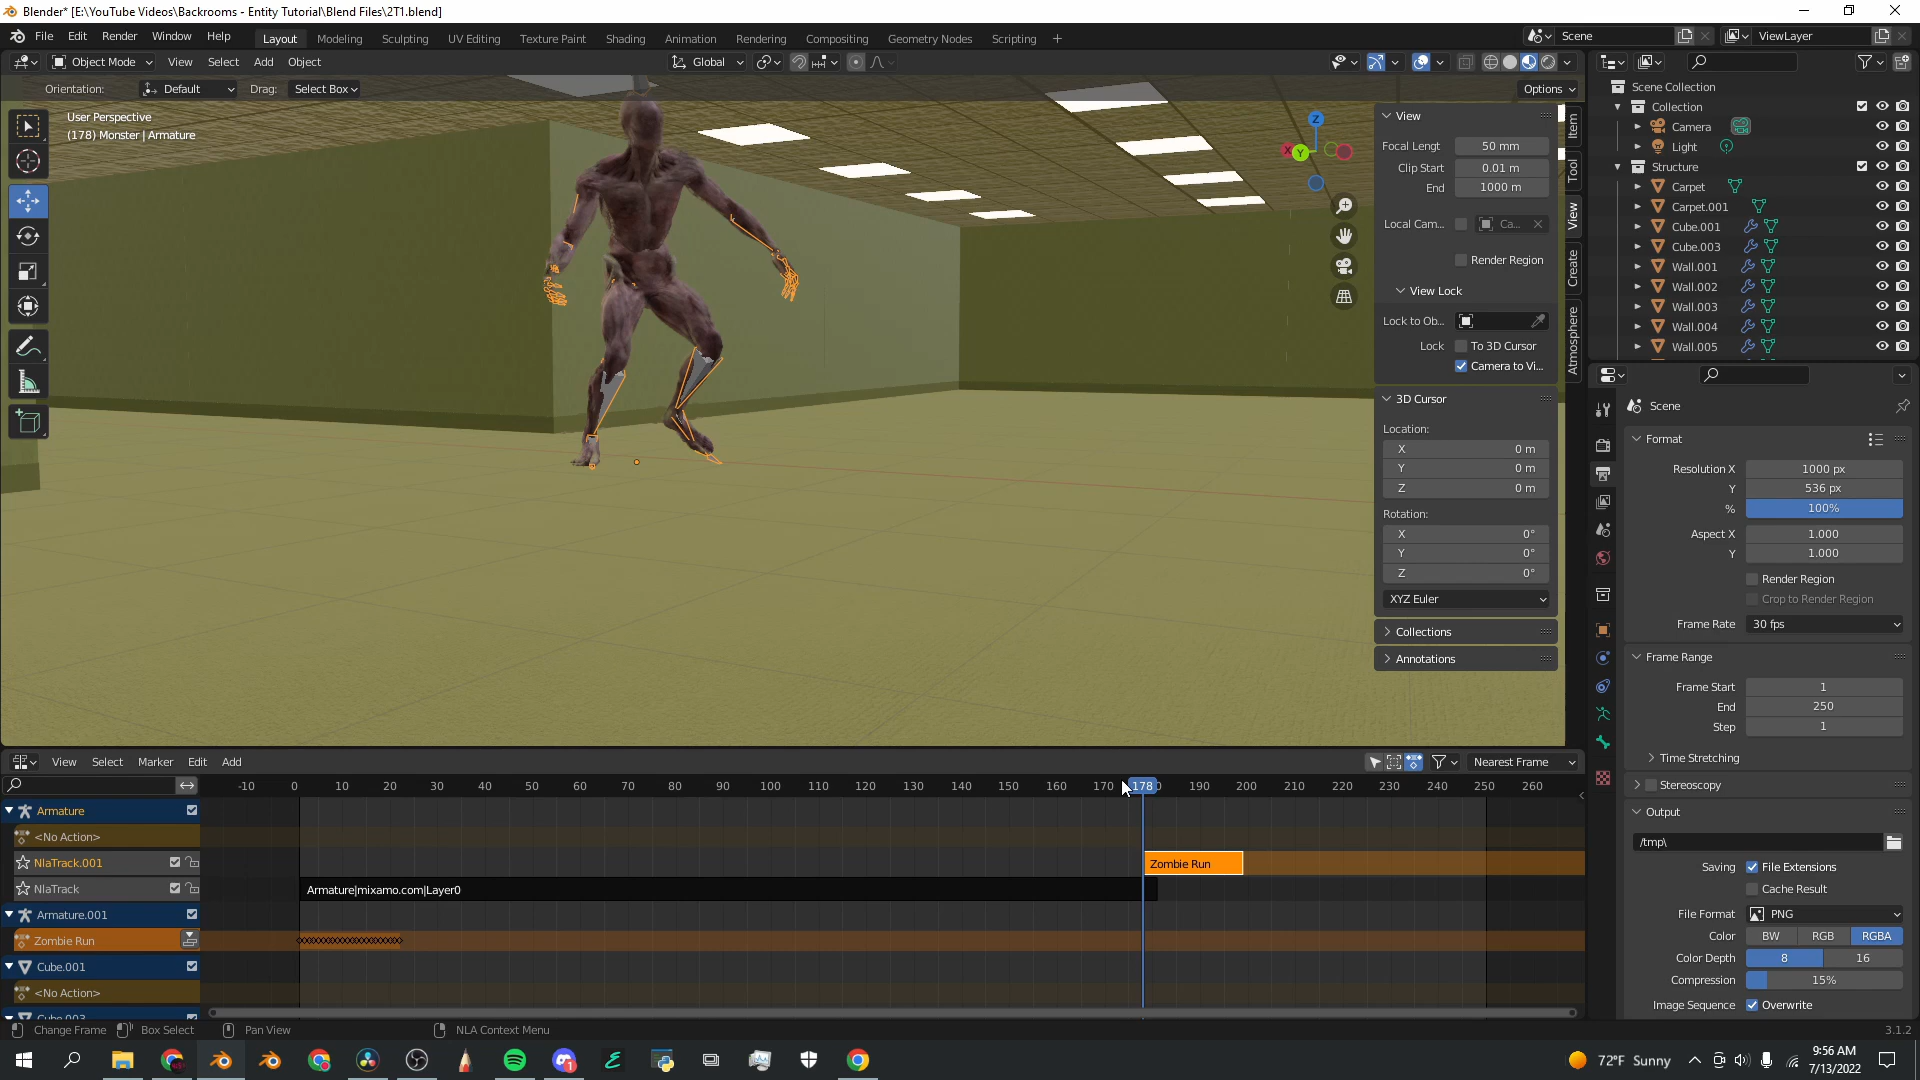 Blender* [E:\YouTube Videos\Backrooms - Entity Tutorial\Blend Files\2T1.blend]
File Edit Render Window Help Layout Modeling Sculpting UV Editing Texture Paint Shading Animation Rendering Compositing Geometry Nodes Scripting + Scene ViewLayer
Object Mode View Select Add Object Global
Orientation: Default Drag: Select Box Options
User Perspective
(178) Monster | Armature
Z
X
Y
View
Focal Lengt 50 mm
Clip Start 0.01 m
End 1000 m
Local Cam... Ca...
Render Region
View Lock
Lock to Ob...
Lock To 3D Cursor
Camera to Vi...
3D Cursor
Location:
X 0 m
Y 0 m
Z 0 m
Rotation:
X 0°
Y 0°
Z 0°
XYZ Euler
Collections
Annotations
Item
Tool
View
Create
Atmosphere
Scene Collection
Collection
Camera
Light
Structure
Carpet
Carpet.001
Cube.001
Cube.003
Wall.001
Wall.002
Wall.003
Wall.004
Wall.005
Scene
Format
Resolution X 1000 px
Y 536 px
% 100%
Aspect X 1.000
Y 1.000
Render Region
Crop to Render Region
Frame Rate 30 fps
Frame Range
Frame Start 1
End 250
Step 1
Time Stretching
Stereoscopy
Output
/tmp\
Saving File Extensions
Cache Result
File Format PNG
Color BW RGB RGBA
Color Depth 8 16
Compression 15%
Image Sequence Overwrite
View Select Marker Edit Add Nearest Frame
-10 0 10 20 30 40 50 60 70 80 90 100 110 120 130 140 150 160 170 178 190 200 210 220 230 240 250 260
Armature
<No Action>
NlaTrack.001 Zombie Run
NlaTrack Armature|mixamo.com|Layer0
Armature.001
Zombie Run
Cube.001
<No Action>
Cube.003
Change Frame Box Select Pan View NLA Context Menu 3.1.2
1
72°F Sunny
9:56 AM
7/13/2022